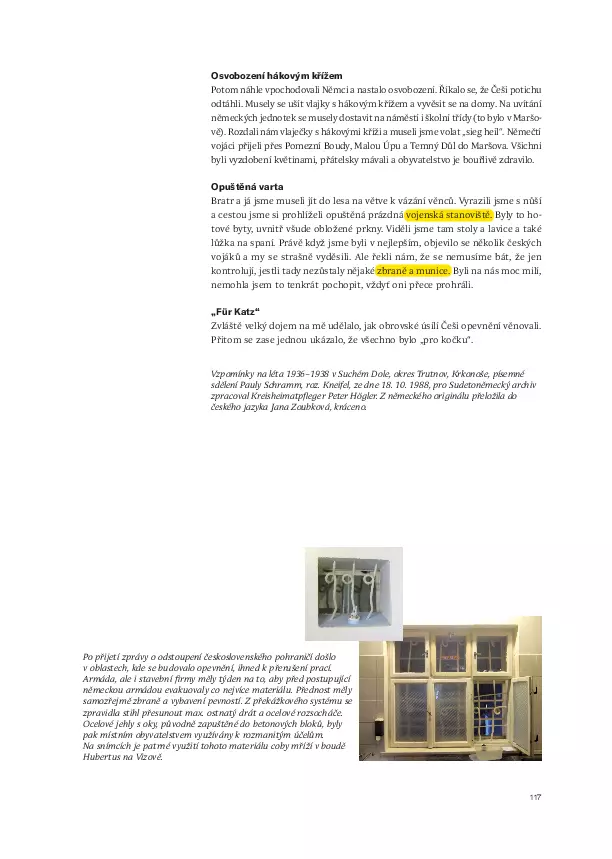 Osvobození hákovým křížem
Potom náhle vpochodovali Němci a nastalo osvobození. Říkalo se, že Češi potichu
odtáhli. Musely se ušít vlajky s hákovým křížem a vyvěsit se na domy. Na uvítání
německých jednotek se musely dostavit na náměstí i školní třídy (to bylo v Maršo-
vě). Rozdali nám vlaječky s hákovými kříži a museli jsme volat „sieg heil“. Němečtí
vojáci přijeli přes Pomezní Boudy, Malou Úpu a Temný Důl do Maršova. Všichni
byli vyzdobení květinami, přátelsky mávali a obyvatelstvo je bouřlivě zdravilo.
Opuštěná varta
Bratr a já jsme museli jít do lesa na větve k vázání věnců. Vyrazili jsme s nůší
a cestou jsme si prohlíželi opuštěná prázdná vojenská stanoviště. Byly to ho-
tové byty, uvnitř všude obložené prkny. Viděli jsme tam stoly a lavice a také
lůžka na spaní. Právě když jsme byli v nejlepším, objevilo se několik českých
vojáků a my se strašně vyděsili. Ale řekli nám, že se nemusíme bát, že jen
kontrolují, jestli tady nezůstaly nějaké zbraně a munice. Byli na nás moc milí,
nemohla jsem to tenkrát pochopit, vždyť oni přece prohráli.
„Für Katz“
Zvláště velký dojem na mě udělalo, jak obrovské úsilí Češi opevnění věnovali.
Přitom se zase jednou ukázalo, že všechno bylo „pro kočku“.
Vzpomínky na léta 1936–1938 v Suchém Dole, okres Trutnov, Krkonoše, písemné
sdělení Pauly Schramm, roz. Kneifel, ze dne 18. 10. 1988, pro Sudetoněmecký archiv
zpracoval Kreisheimatpfleger Peter Högler. Z německého originálu přeložila do
českého jazyka Jana Zoubková, kráceno.
Po přijetí zprávy o odstoupení československého pohraničí došlo
v oblastech, kde se budovalo opevnění, ihned k přerušení prací.
Armáda, ale i stavební firmy měly týden na to, aby před postupující
německou armádou evakuovaly co nejvíce materiálu. Přednost měly
samozřejmě zbraně a vybavení pevností. Z překážkového systému se
zpravidla stihl přesunout max. ostnatý drát a ocelové rozsocháče.
Ocelové jehly s oky, původně zapuštěné do betonových bloků, byly
pak místním obyvatelstvem využívány k rozmanitým účelům.
Na snímcích je patrné využití tohoto materiálu coby mříží v boudě
Hubertus na Vízově.
117